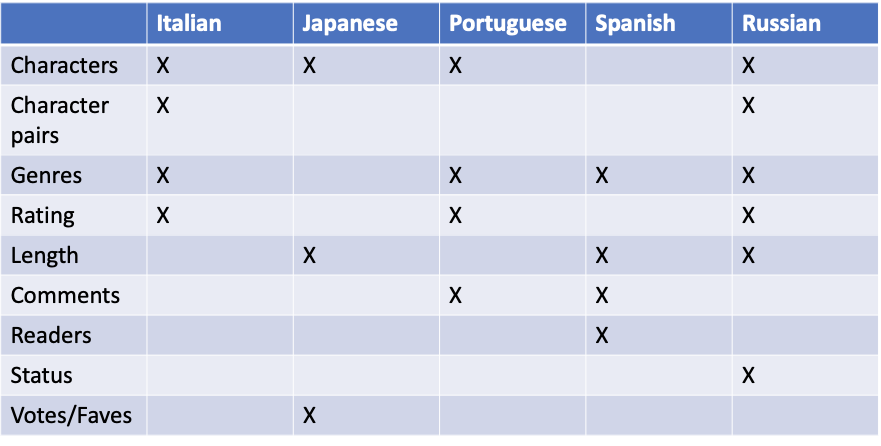 Italian Japanese Portuguese Spanish Russian
Characters X X X X
Character X X
pairs
Genres X X X X
Rating X X X
Length X X X
Comments X X
Readers X
Status X
Votes/Faves X